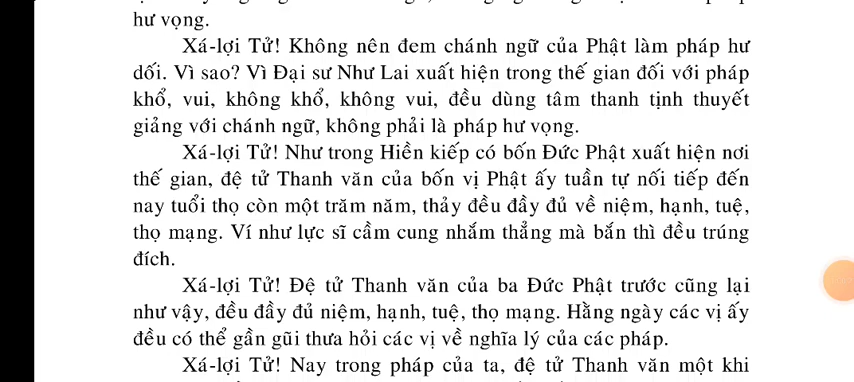 hư vọng.
Xá-lợi Tử! Không nên đem chánh ngữ của Phật làm pháp hư
dối. Vì sao? Vì Đại sư Như Lai xuất hiện trong thế gian đối với pháp
khổ, vui, không khổ, không vui, đều dùng tâm thanh tịnh thuyết
giảng với chánh ngữ, không phải là pháp hư vọng.
Xá-lợi Tử! Như trong Hiền kiếp có bốn Đức Phật xuất hiện nơi
thế gian, đệ tử Thanh văn của bốn vị Phật ấy tuần tự nối tiếp đến
nay tuổi thọ còn một trăm năm, thảy đều đầy đủ về niệm, hạnh, tuệ,
thọ mạng. Ví như lực sĩ cầm cung nhắm thẳng mà bắn thì đều trúng
đích.
Xá-lợi Tử! Đệ tử Thanh văn của ba Đức Phật trước cũng lại
như vậy, đều đầy đủ niệm, hạnh, tuệ, thọ mạng. Hằng ngày các vị ấy
đều có thể gần gũi thưa hỏi các vị về nghĩa lý của các pháp.
Xá-lợi Tử! Nay trong pháp của ta, đệ tử Thanh văn một khi